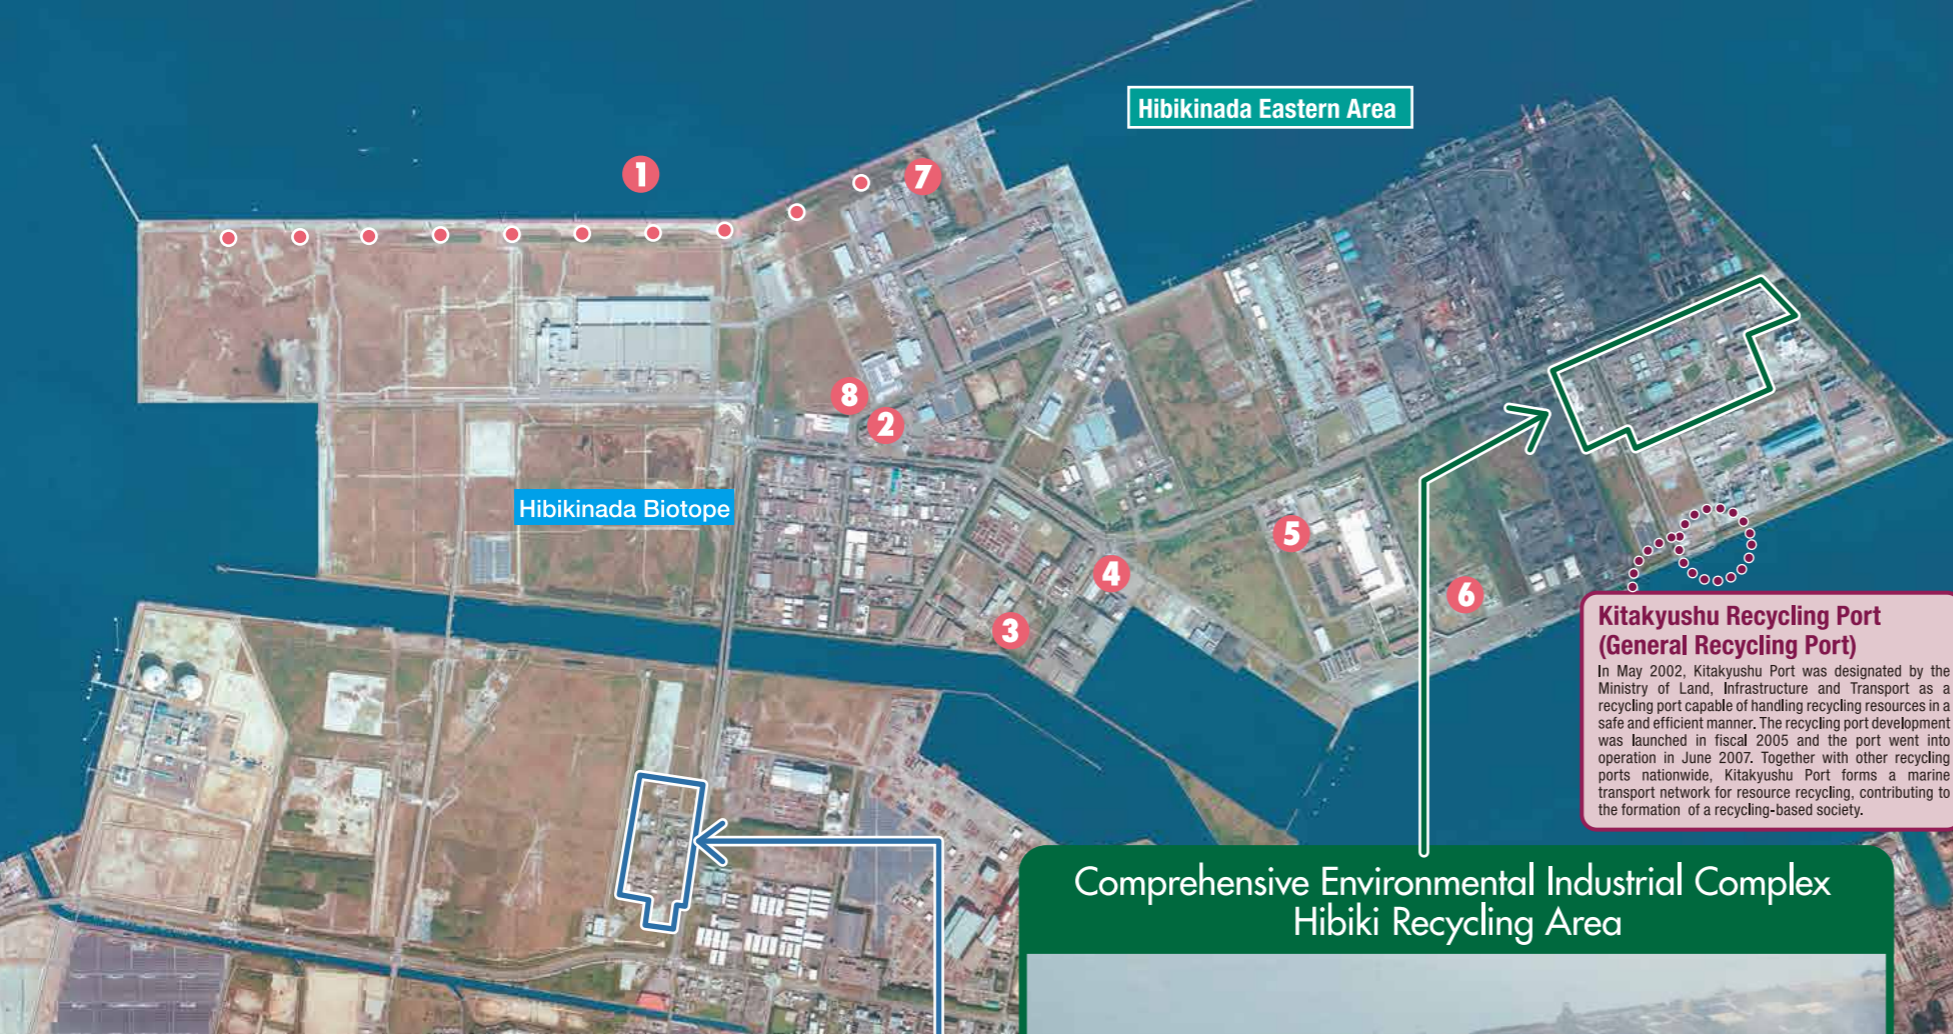 Hibikinada Eastern Area
1
7
8
2
Hibikinada Biotope
5
4
6
3
Kitakyushu Recycling Port
(General Recycling Port)
In May 2002, Kitakyushu Port was designated by the
Ministry of Land, Infrastructure and Transport as a
recycling port capable of handling recycling resources in a
safe and efficient manner. The recycling port development
was launched in fiscal 2005 and the port went into
operation in June 2007. Together with other recycling
ports nationwide, Kitakyushu Port forms a marine
transport network for resource recycling, contributing to
the formation of a recycling-based society.
Comprehensive Environmental Industrial Complex
Hibiki Recycling Area